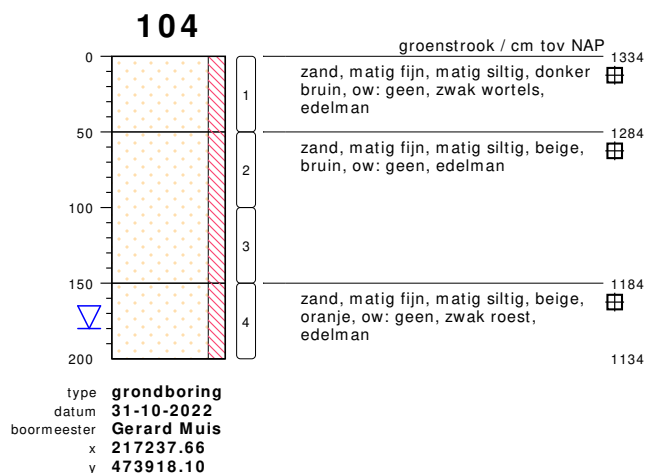 104
groenstrook / cm tov NAP
0
1334
zand, matig fijn, matig siltig, donker
bruin, ow: geen, zwak wortels,
edelman
1
50
1284
zand, matig fijn, matig siltig, beige,
bruin, ow: geen, edelman
2
100
3
150
1184
zand, matig fijn, matig siltig, beige,
oranje, ow: geen, zwak roest,
edelman
4
200
1134
type grondboring
datum 31-10-2022
boormeester Gerard Muis
x 217237.66
y 473918.10